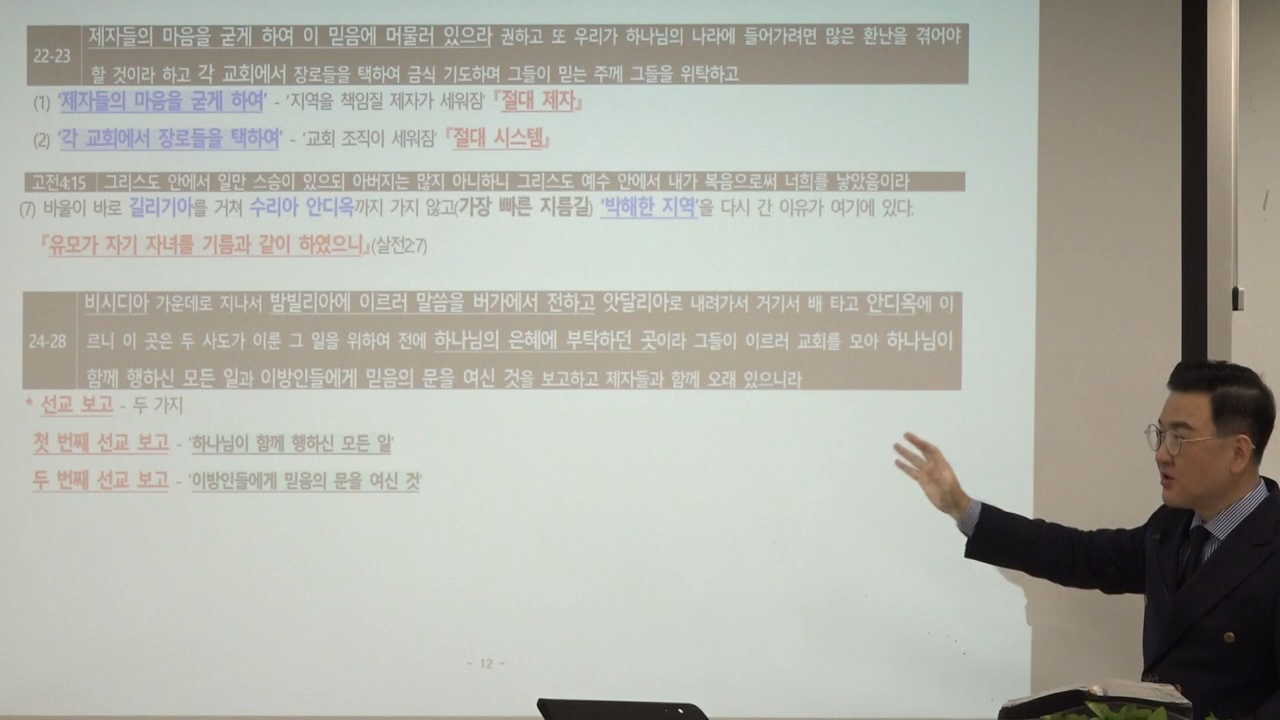 22-23 제자들의 마음을 굳게 하여 이 믿음에 머물러 있으라 권하고 또 우리가 하나님의 나라에 들어가려면 많은 환난을 겪어야
할 것이라 하고 각 교회에서 장로들을 택하여 금식 기도하며 그들이 믿는 주께 그들을 위탁하고
(1) '제자들의 마음을 굳게 하여' - '지역을 책임질 제자가 세워짐' 『절대 제자』
(2) '각 교회에서 장로들을 택하여' - '교회 조직이 세워짐' 『절대 시스템』
고전4:15 그리스도 안에서 일만 스승이 있으되 아버지는 많지 아니하니 그리스도 예수 안에서 내가 복음으로써 너희를 낳았음이라
(7) 바울이 바로 길리기아를 거쳐 수리아 안디옥까지 가지 않고(가장 빠른 지름길) '박해한 지역'을 다시 간 이유가 여기에 있다.
『유모가 자기 자녀를 기름과 같이 하였으니』(살전2:7)
24-28 비시디아 가운데로 지나서 밤빌리아에 이르러 말씀을 버가에서 전하고 앗달리아로 내려가서 거기서 배 타고 안디옥에 이
르니 이 곳은 두 사도가 이룬 그 일을 위하여 전에 하나님의 은혜에 부탁하던 곳이라 그들이 이르러 교회를 모아 하나님이
함께 행하신 모든 일과 이방인들에게 믿음의 문을 여신 것을 보고하고 제자들과 함께 오래 있으니라
* 선교 보고 - 두 가지
첫 번째 선교 보고 - '하나님이 함께 행하신 모든 일'
두 번째 선교 보고 - '이방인들에게 믿음의 문을 여신 것'
- 12 -